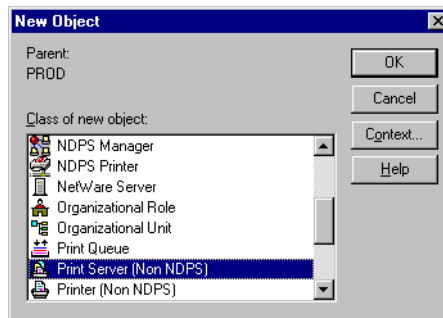 New Object
Parent:
PROD
Class of new object:
NDPS Manager
NDPS Printer
NetWare Server
Organizational Role
Organizational Unit
Print Queue
Print Server (Non NDPS)
Printer (Non NDPS)
OK
Cancel
Context...
Help